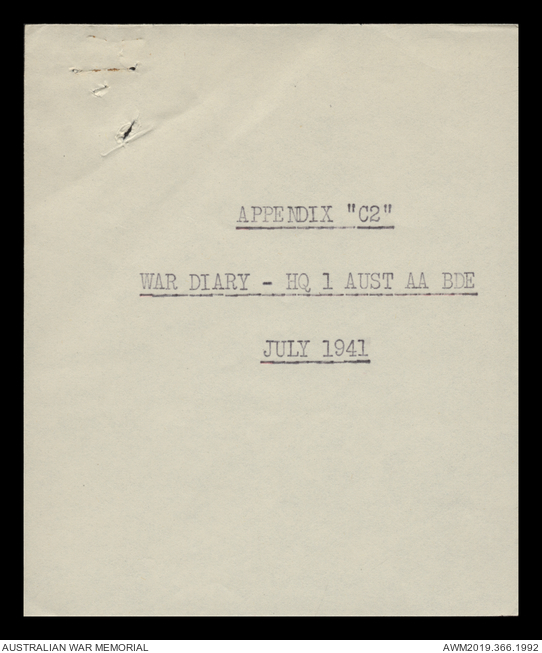 APPENDIX "C2"
WAR DIARY - HQ 1 AUST AA BDE
JULY 1941
AUSTRALIAN WAR MEMORIAL
AWM2019.366.1992